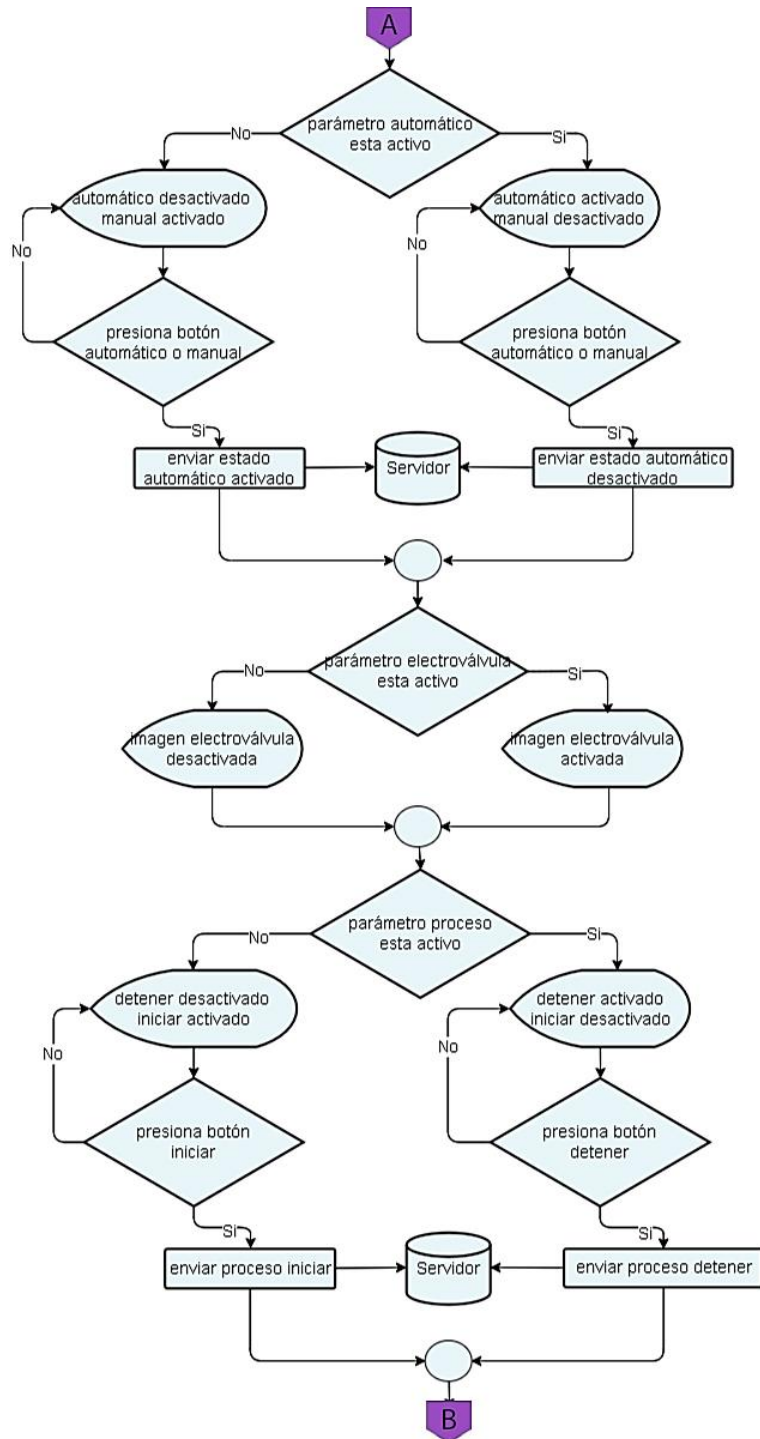 A
parámetro automático
esta activo
No
Si
automático desactivado
manual activado
automático activado
manual desactivado
No
No
presiona botón
automático o manual
presiona botón
automático o manual
Si
Si
enviar estado
automático activado
Servidor
enviar estado automático
desactivado
parámetro electroválvula
esta activo
No
Si
imagen electroválvula
desactivada
imagen electroválvula
activada
parámetro proceso
esta activo
No
Si
detener desactivado
iniciar activado
detener activado
iniciar desactivado
No
No
presiona botón
iniciar
presiona botón
detener
Si
Si
enviar proceso iniciar
Servidor
enviar proceso detener
B